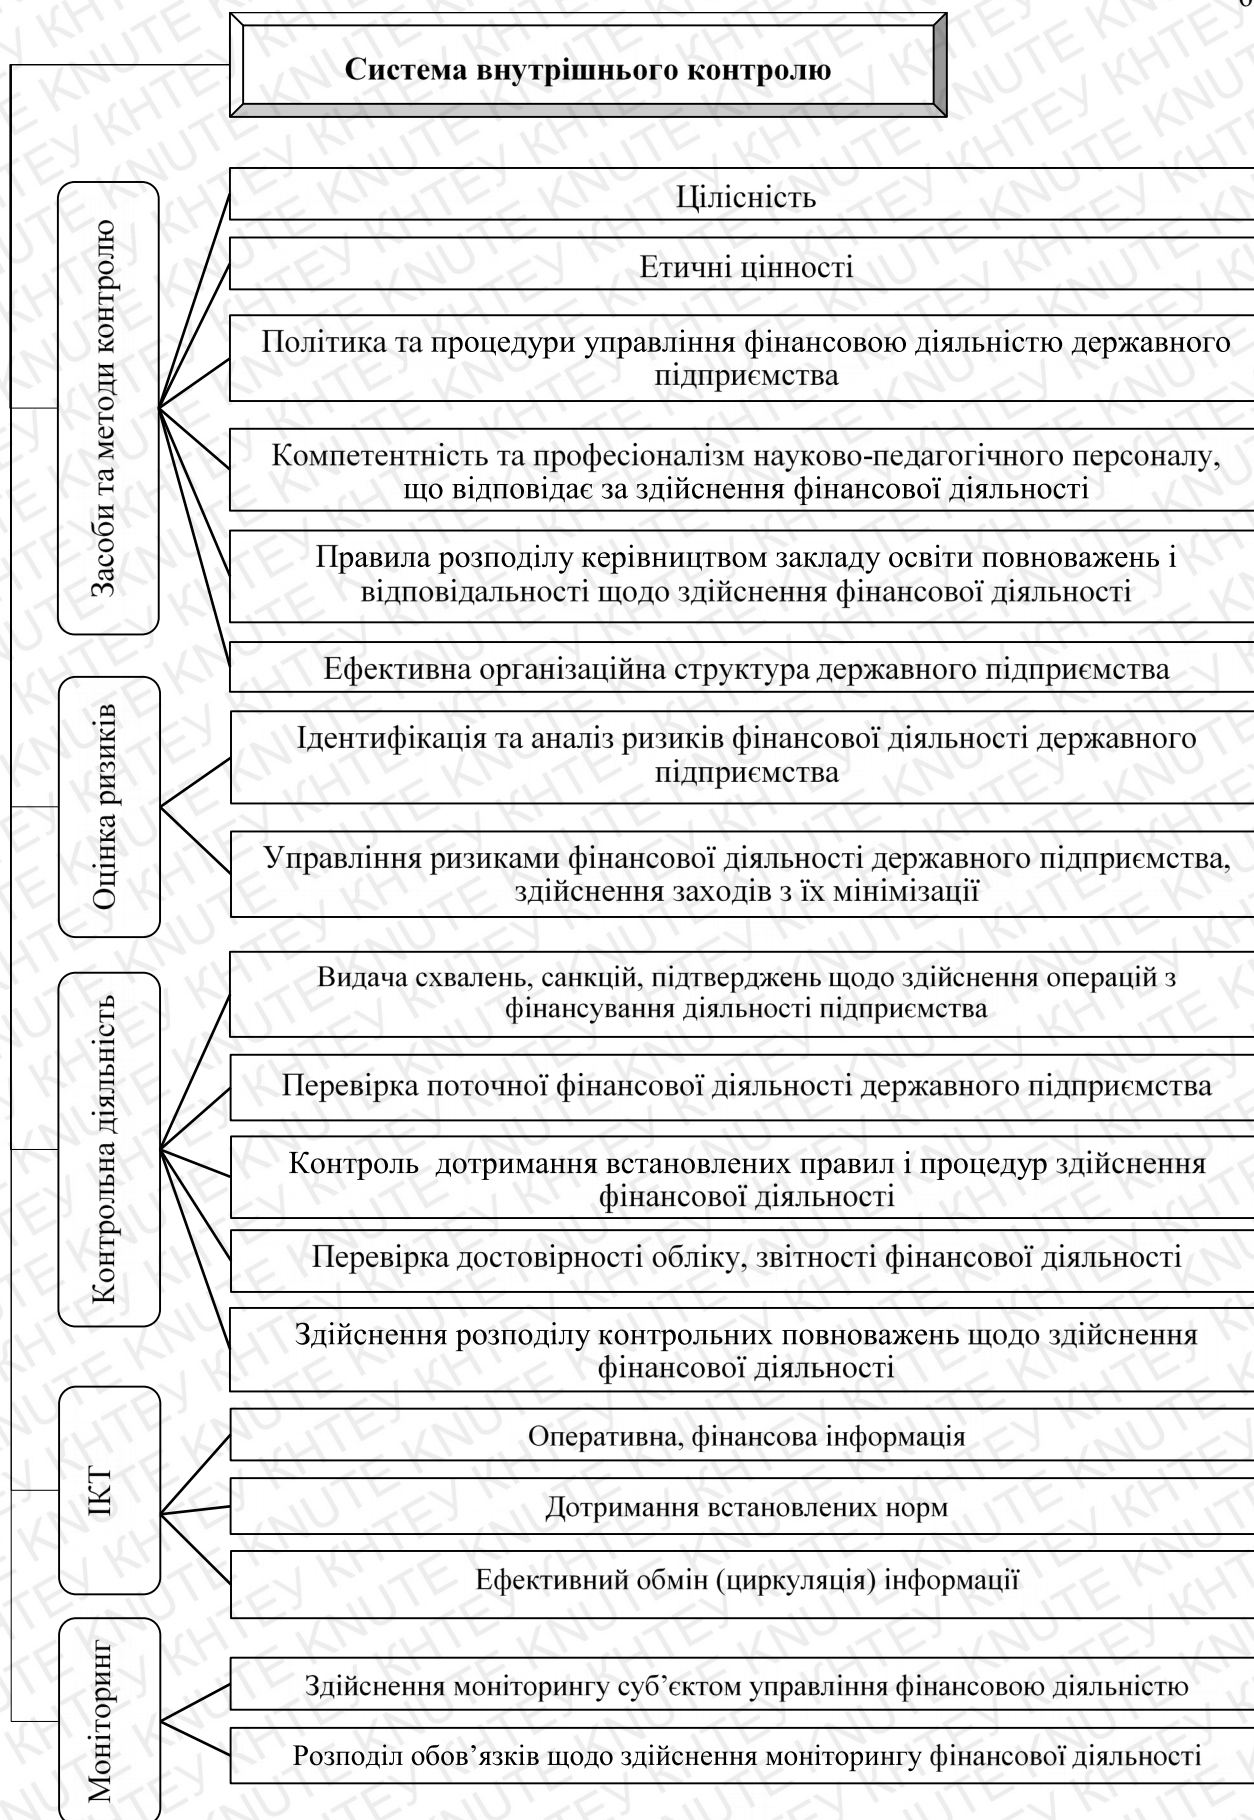 6
Система внутрішнього контролю
Засоби та методи контролю
Цілісність
Етичні цінності
Політика та процедури управління фінансовою діяльністю державного
підприємства
Компетентність та професіоналізм науково-педагогічного персоналу,
що відповідає за здійснення фінансової діяльності
Правила розподілу керівництвом закладу освіти повноважень і
відповідальності щодо здійснення фінансової діяльності
Ефективна організаційна структура державного підприємства
Оцінка ризиків
Ідентифікація та аналіз ризиків фінансової діяльності державного
підприємства
Управління ризиками фінансової діяльності державного підприємства,
здійснення заходів з їх мінімізації
Контрольна діяльність
Видача схвалень, санкцій, підтверджень щодо здійснення операцій з
фінансування діяльності підприємства
Перевірка поточної фінансової діяльності державного підприємства
Контроль дотримання встановлених правил і процедур здійснення
фінансової діяльності
Перевірка достовірності обліку, звітності фінансової діяльності
Здійснення розподілу контрольних повноважень щодо здійснення
фінансової діяльності
ІКТ
Оперативна, фінансова інформація
Дотримання встановлених норм
Ефективний обмін (циркуляція) інформації
Моніторинг
Здійснення моніторингу суб’єктом управління фінансовою діяльністю
Розподіл обов’язків щодо здійснення моніторингу фінансової діяльності